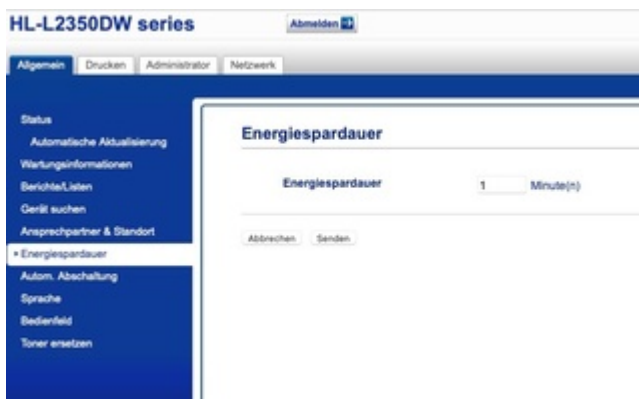 HL-L2350DW series
Abmelden
Allgemein Drucken Administrator Netzwerk
Status
Automatische Aktualisierung
Wartungsinformationen
Berichte/Listen
Gerät suchen
Ansprechpartner & Standort
Energiespardauer
Autom. Abschaltung
Sprache
Bedienfeld
Toner ersetzen
Energiespardauer
Energiespardauer 1 Minute(n)
Abbrechen Senden